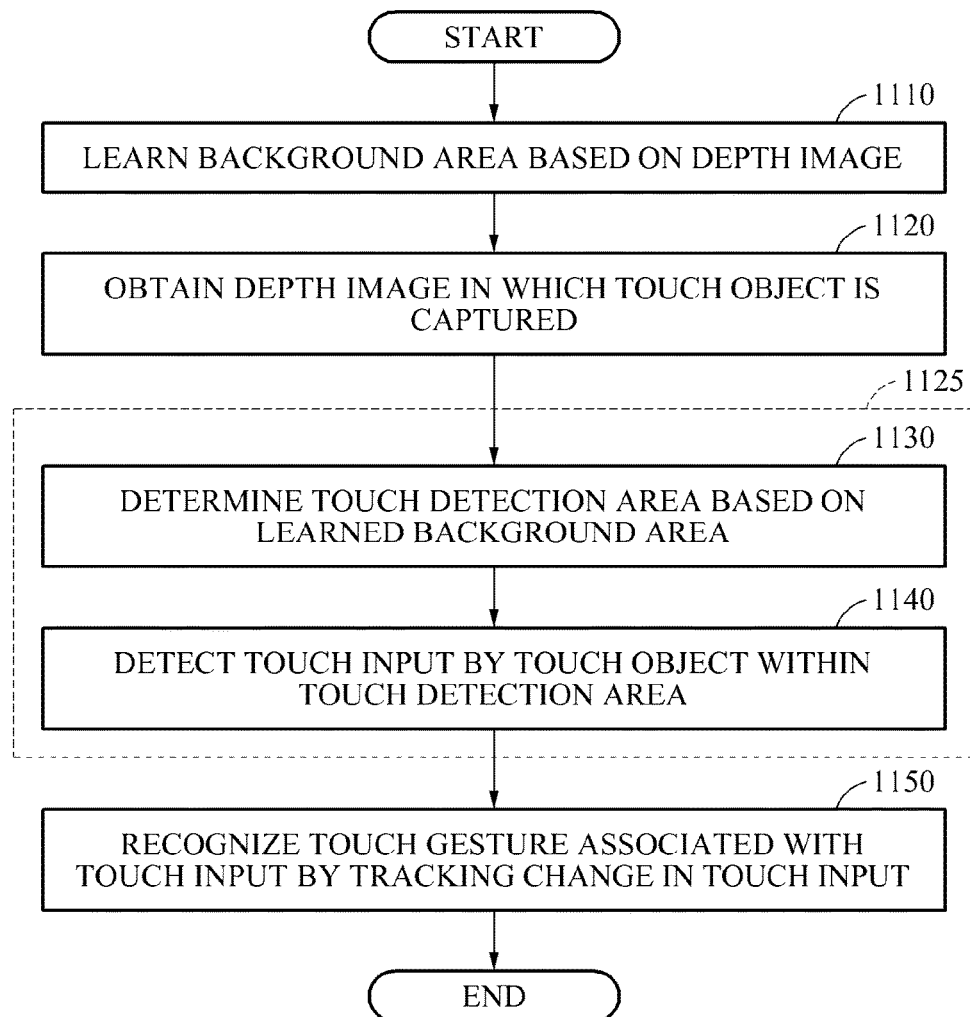 START
1110
LEARN BACKGROUND AREA BASED ON DEPTH IMAGE
1120
OBTAIN DEPTH IMAGE IN WHICH TOUCH OBJECT IS
CAPTURED
1125
1130
DETERMINE TOUCH DETECTION AREA BASED ON
LEARNED BACKGROUND AREA
1140
DETECT TOUCH INPUT BY TOUCH OBJECT WITHIN
TOUCH DETECTION AREA
1150
RECOGNIZE TOUCH GESTURE ASSOCIATED WITH
TOUCH INPUT BY TRACKING CHANGE IN TOUCH INPUT
END